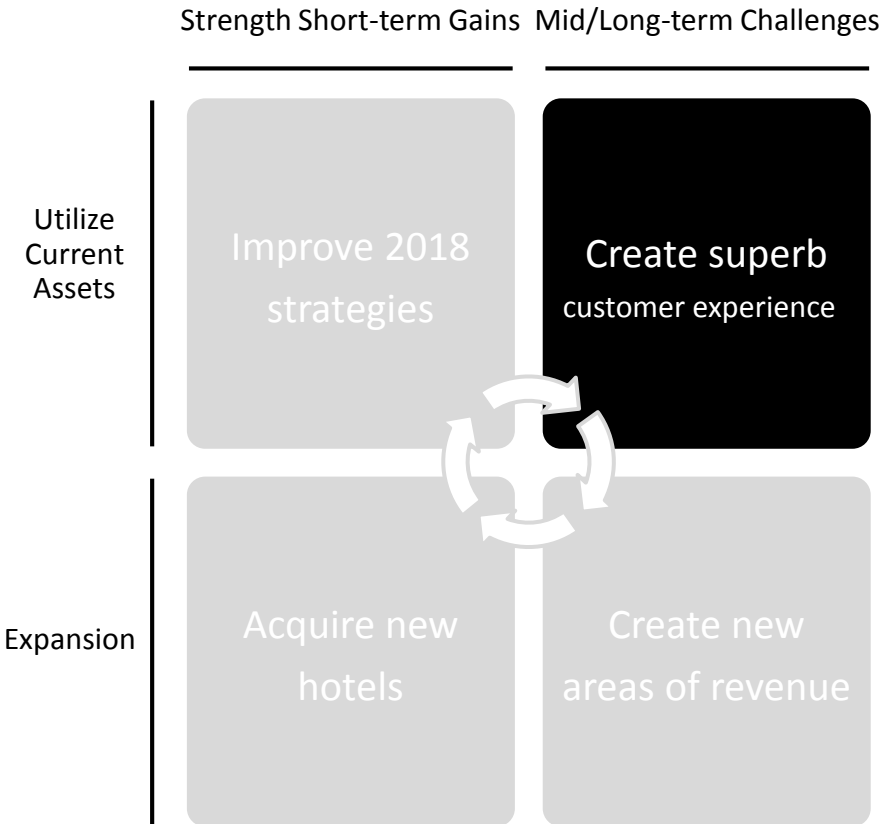 Strength Short-term Gains
Mid/Long-term Challenges
Utilize
Current
Assets
Improve 2018
strategies
Create superb
customer experience
Expansion
Acquire new
hotels
Create new
areas of revenue